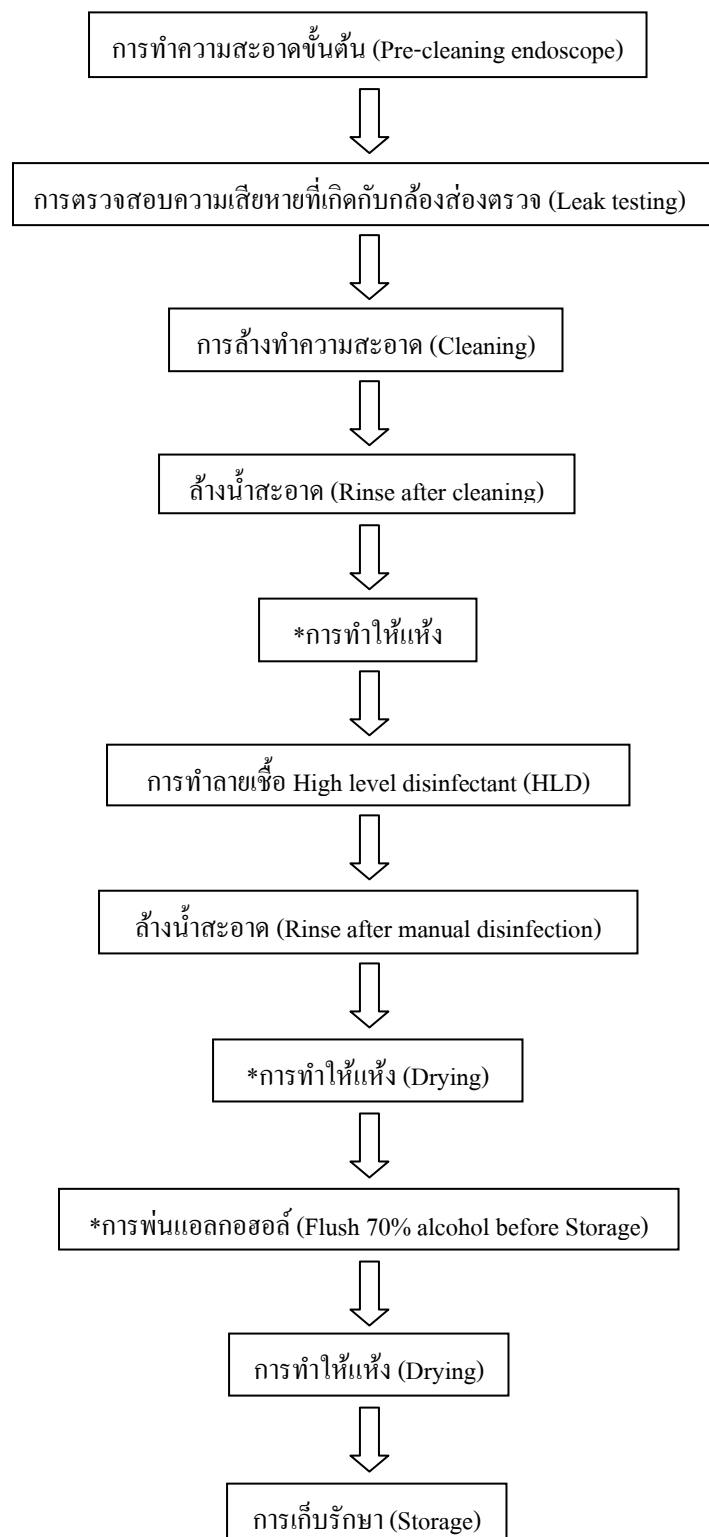 การทำความสะอาดขั้นต้น (Pre-cleaning endoscope)
การตรวจสอบความเสียหายที่เกิดกับกล้องส่องตรวจ (Leak testing)
การล้างทำความสะอาด (Cleaning)
ล้างน้ำสะอาด (Rinse after cleaning)
*การทำให้แห้ง
การทำลายเชื้อ High level disinfectant (HLD)
ล้างน้ำสะอาด (Rinse after manual disinfection)
*การทำให้แห้ง (Drying)
*การพ่นแอลกอฮอล์ (Flush 70% alcohol before Storage)
การทำให้แห้ง (Drying)
การเก็บรักษา (Storage)